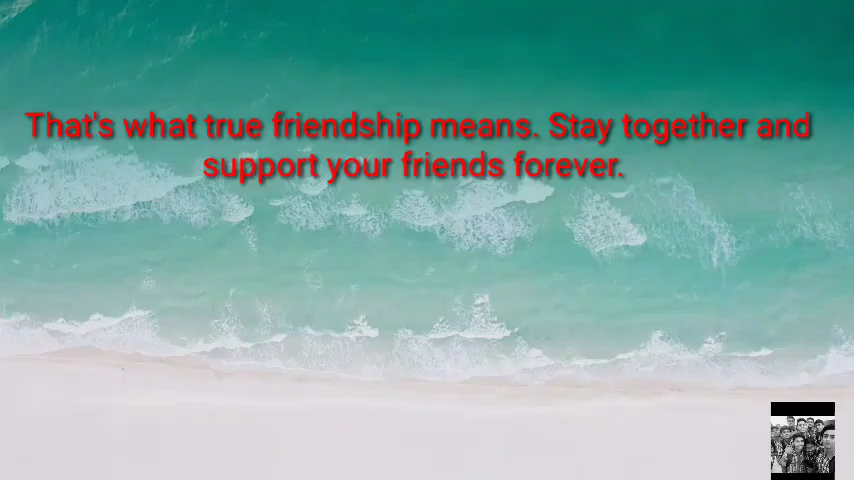 That's what true friendship means. Stay together and
support your friends forever.